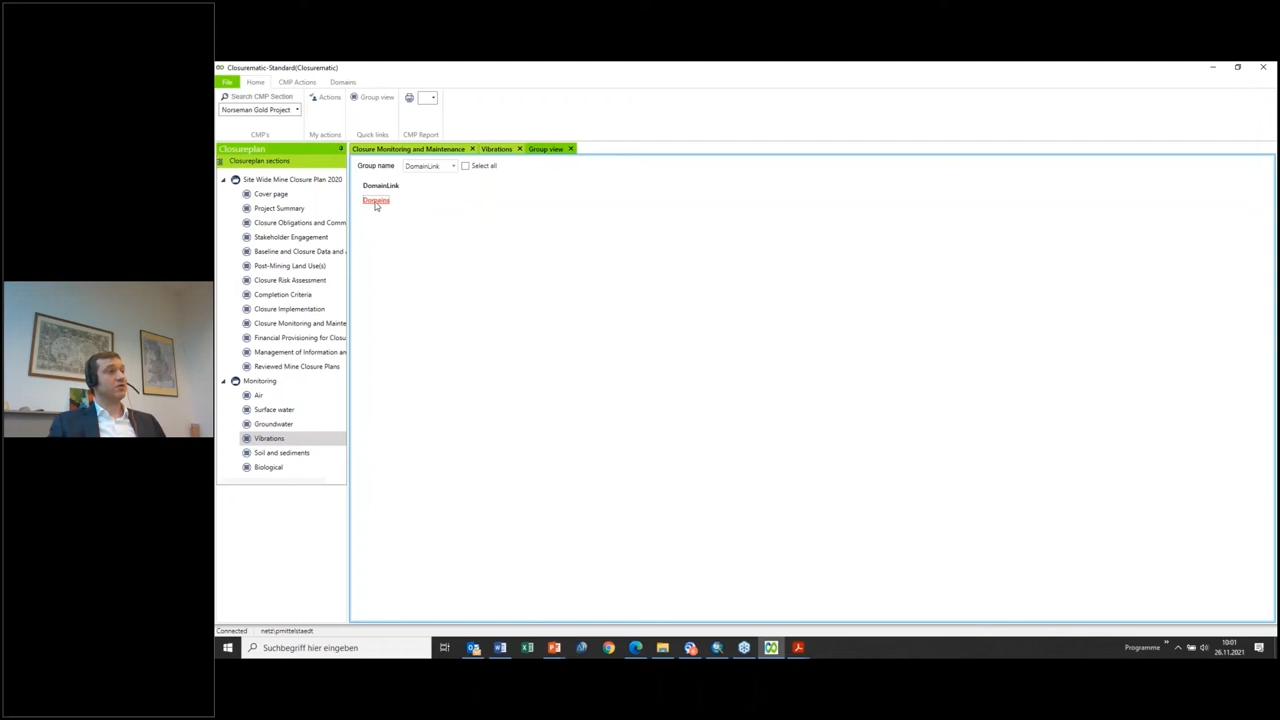 Closurematic-Standard(Closurematic)
File Home CMP Actions Domains
Search CMP Section Actions Group view
Norseman Gold Project
CMP's My actions Quick links CMP Report
Closureplan
Closureplan sections
Closure Monitoring and Maintenance Vibrations Group view
Group name DomainLink Select all
DomainLink
Domains
Site Wide Mine Closure Plan 2020
Cover page
Project Summary
Closure Obligations and Comm
Stakeholder Engagement
Baseline and Closure Data and
Post-Mining Land Use(s)
Closure Risk Assessment
Completion Criteria
Closure Implementation
Closure Monitoring and Mainte
Financial Provisioning for Closu
Management of Information an
Reviewed Mine Closure Plans
Monitoring
Air
Surface water
Groundwater
Vibrations
Soil and sediments
Biological
Connected netz\pmittelstaedt
Suchbegriff hier eingeben
Programme
10:01
26.11.2021